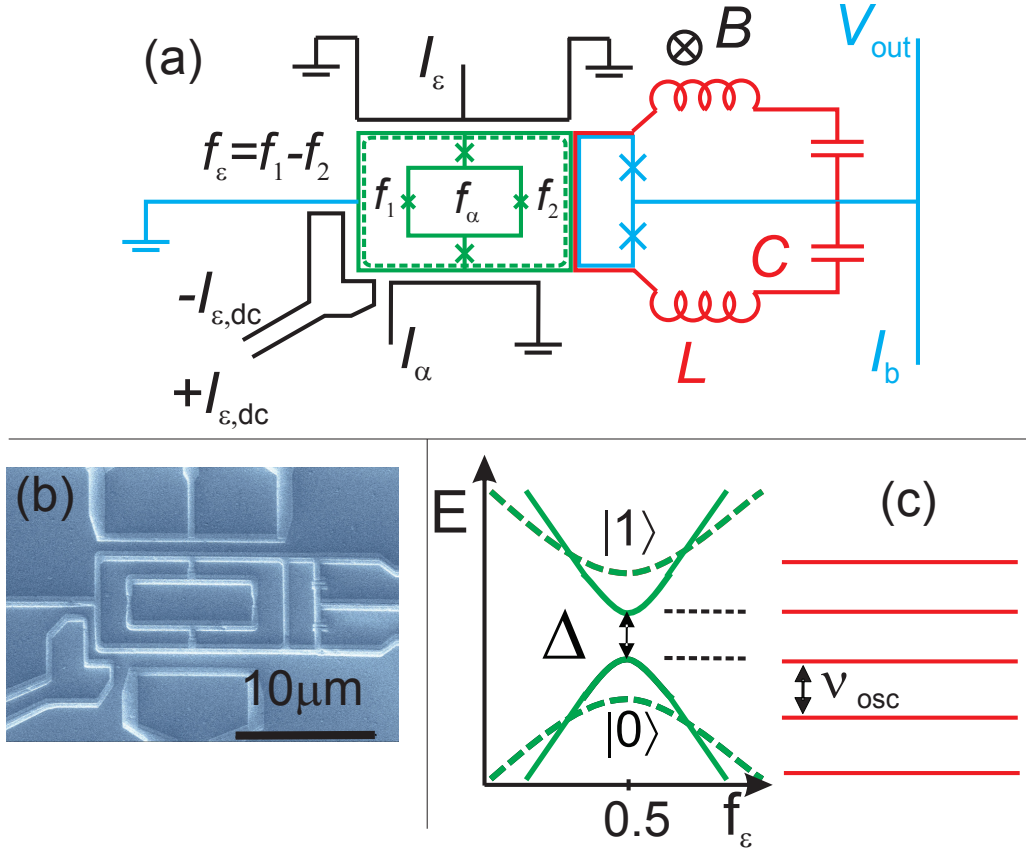 (a)
I_ε
B
V_out
f_ε=f_1-f_2
f_1
f_α
f_2
C
-I_ε,dc
I_α
L
I_b
+I_ε,dc
(b)
10μm
E
|1⟩
(c)
Δ
ν_osc
|0⟩
0.5
f_ε